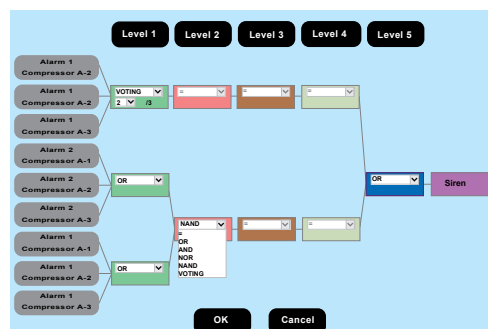 Level 1 Level 2 Level 3 Level 4 Level 5
Alarm 1
Compressor A-2
Alarm 1
Compressor A-2
VOTING = = =
2 /3
Alarm 1
Compressor A-3
Alarm 2
Compressor A-1
Alarm 2
Compressor A-2
OR OR Siren
Alarm 2
Compressor A-3
Alarm 1
Compressor A-1
NAND = =
=
OR
AND
NOR
NAND
VOTING
Alarm 1
Compressor A-2
OR
Alarm 1
Compressor A-3
OK Cancel